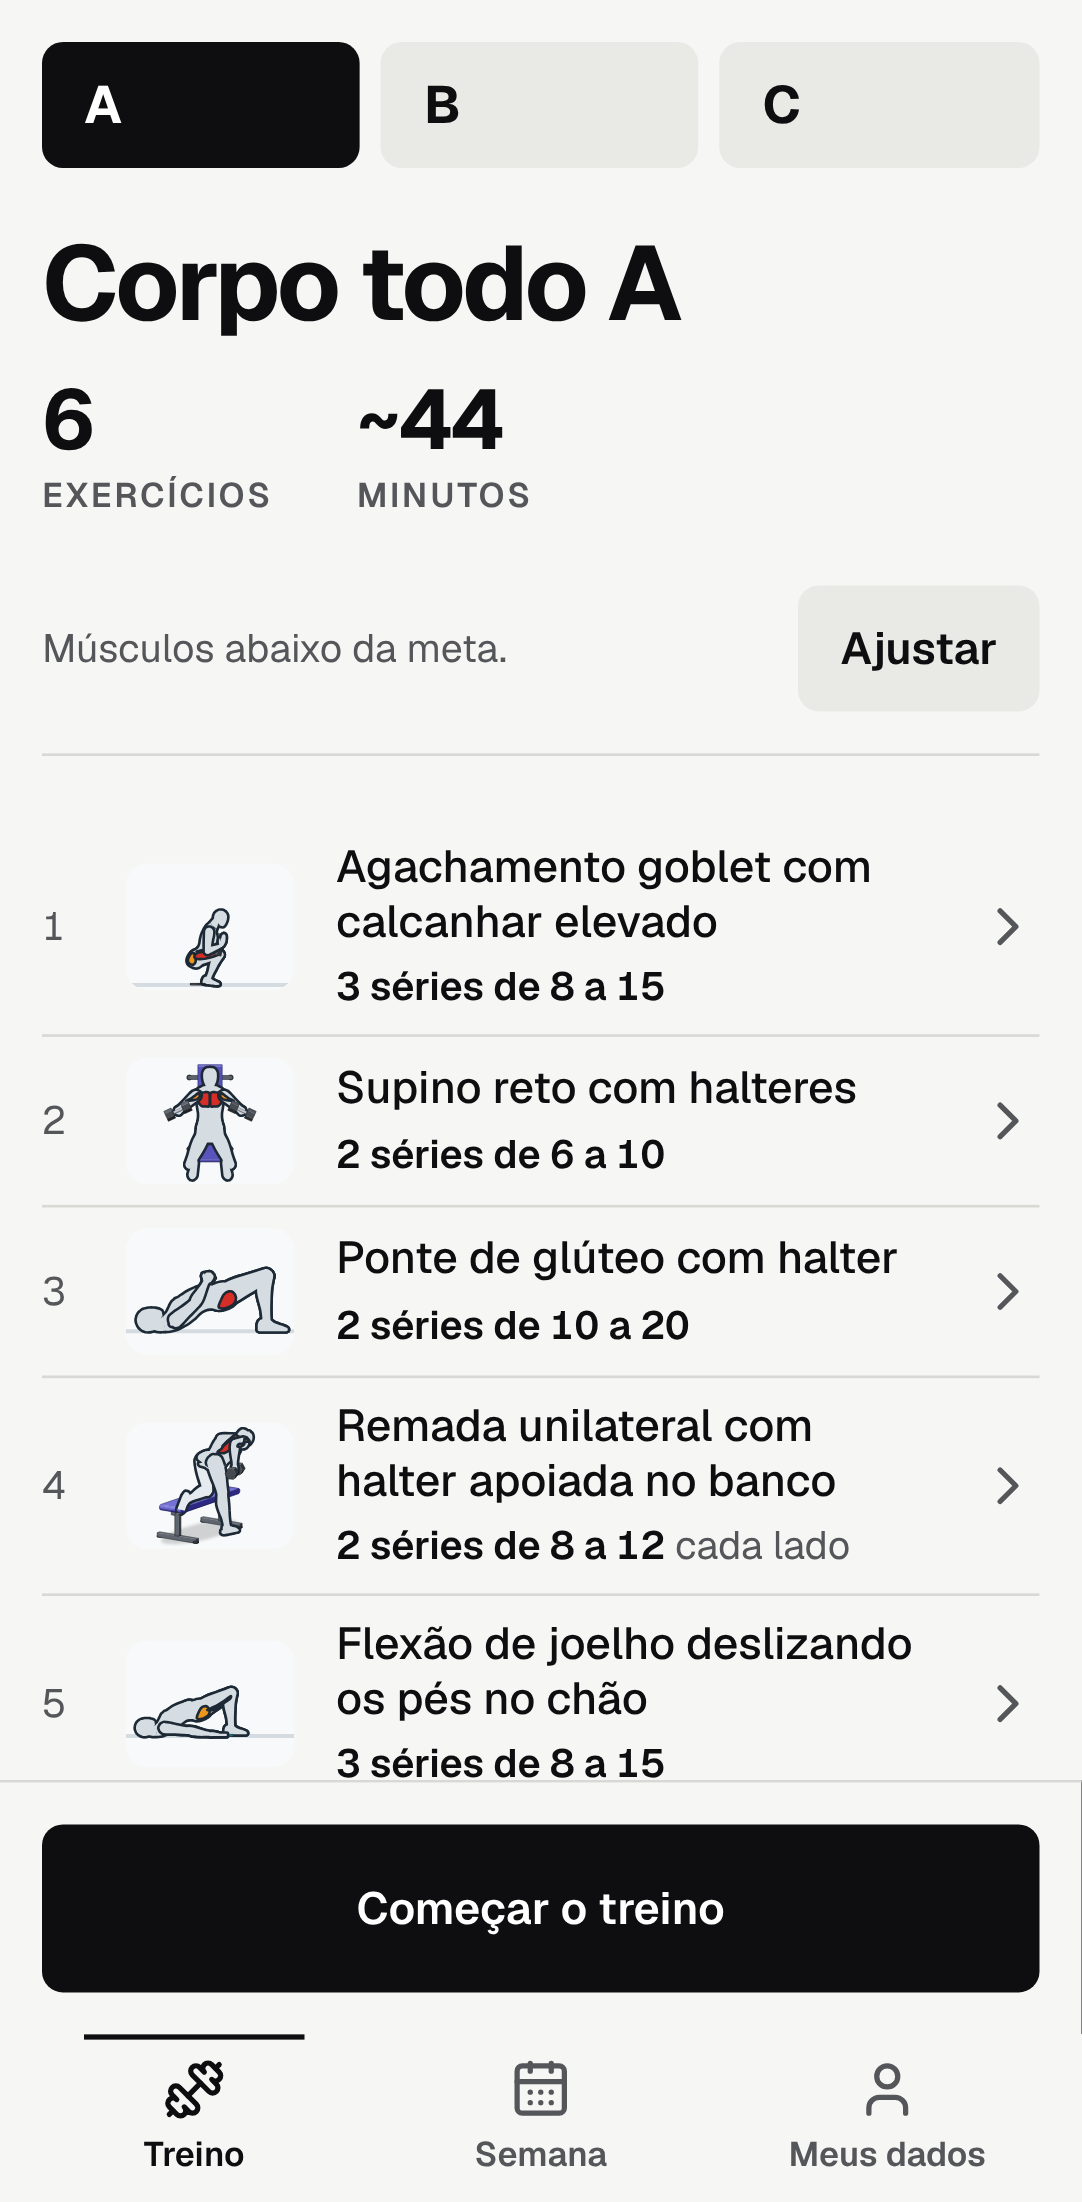 A
B
C
Corpo todo A
6
~44
EXERCÍCIOS
MINUTOS
Músculos abaixo da meta.
Ajustar
1
Agachamento goblet com
calcanhar elevado
3 séries de 8 a 15
2
Supino reto com halteres
2 séries de 6 a 10
3
Ponte de glúteo com halter
2 séries de 10 a 20
4
Remada unilateral com
halter apoiada no banco
2 séries de 8 a 12 cada lado
5
Flexão de joelho deslizando
os pés no chão
3 séries de 8 a 15
Começar o treino
Treino
Semana
Meus dados